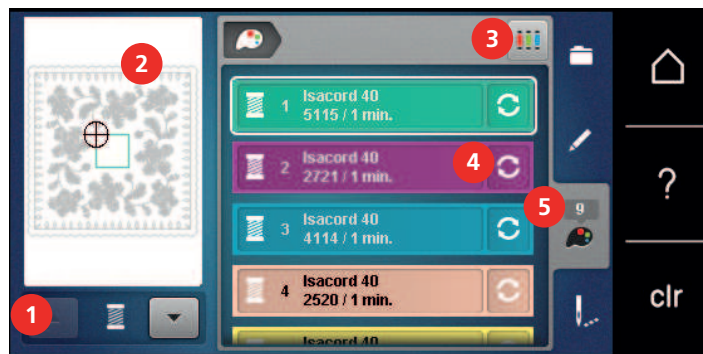 2
3
1 Isacord 40
5115 / 1 min.
2 Isacord 40
2721 / 1 min.
4
5
9
?
3 Isacord 40
4114 / 1 min.
4 Isacord 40
2520 / 1 min.
1
clr
Isacord 40